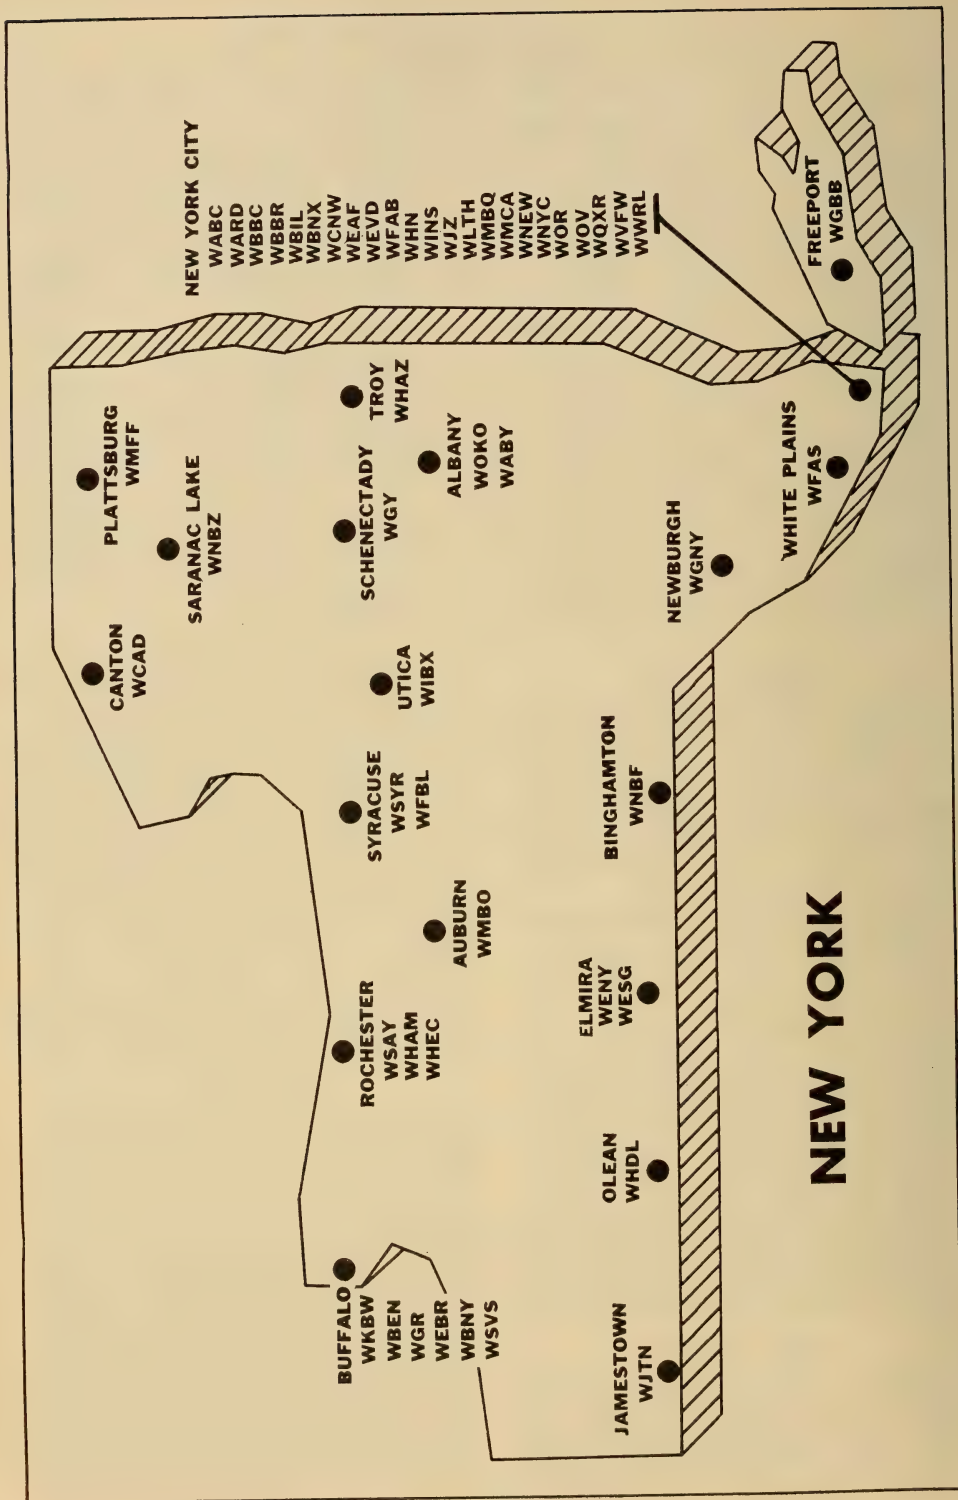 NEW YORK CITY
WABC
WARD
WBBC
WBBR
WBIL
WBNX
WCNW
WEAF
WEVD
WFAB
WHN
WINS
WJZ
WLTH
WMBQ
WMCA
WNEW
WNYC
WOR
WOV
WQXR
WVFW
WWRL
FREEPORT
WGBB
PLATTSBURG
WMFF
SARANAC LAKE
WNBZ
TROY
WHAZ
SCHENECTADY
WGY
ALBANY
WOKO
WABY
WHITE PLAINS
WFAS
NEWBURGH
WGNY
CANTON
WCAD
UTICA
WIBX
SYRACUSE
WSYR
WFBL
BINGHAMTON
WNBF
AUBURN
WMBO
ELMIRA
WENY
WESG
ROCHESTER
WSAY
WHAM
WHEC
OLEAN
WHDL
BUFFALO
WKBW
WBEN
WGR
WEBR
WBNY
WSVS
JAMESTOWN
WJTN
NEW YORK